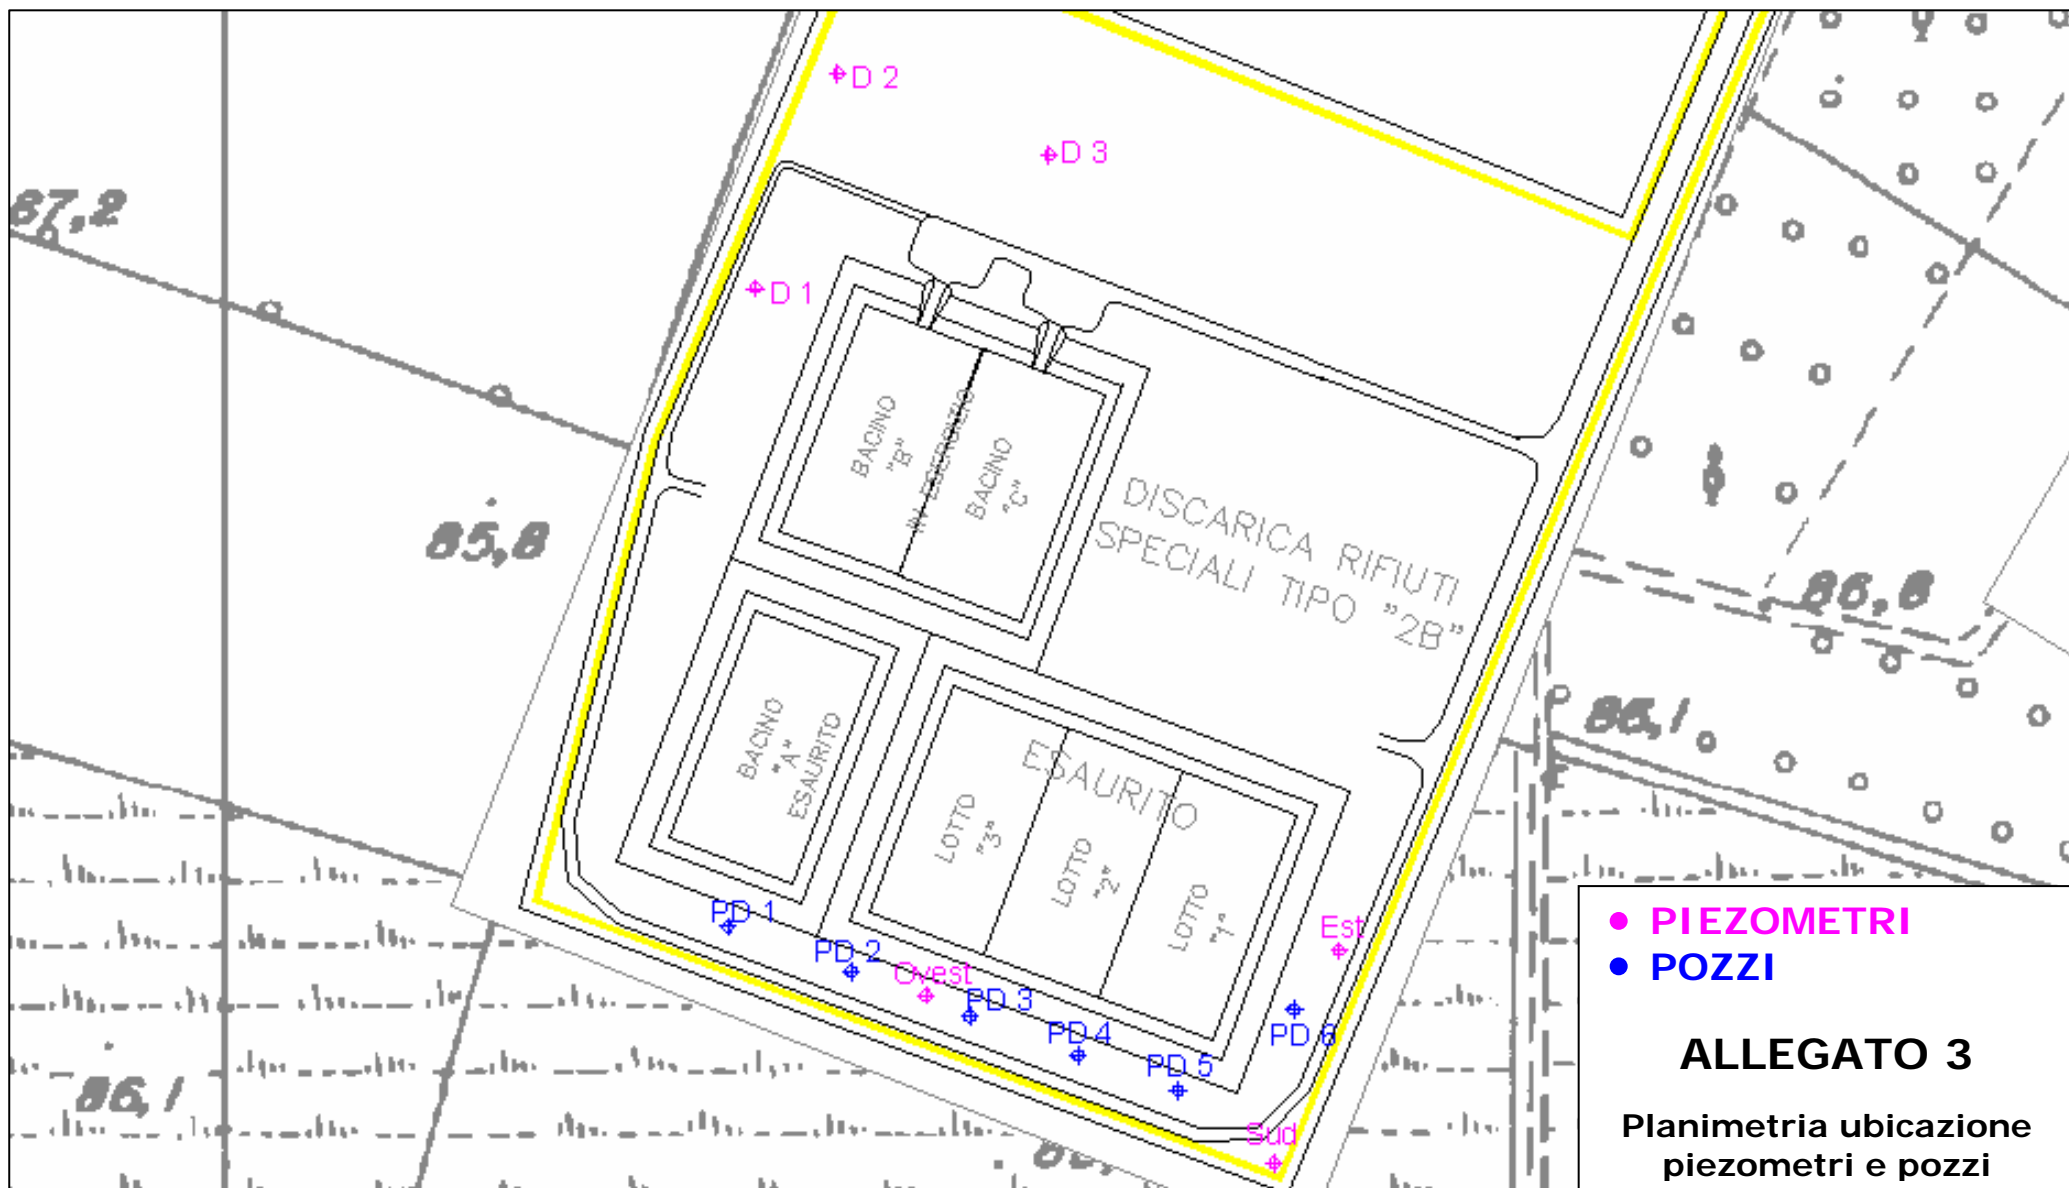 D 2
D 3
67,2
D 1
BACINO
"B"
IN ESERCIZIO
BACINO
"C"
DISCARICA RIFIUTI
SPECIALI TIPO "2B"
85,8
86,8
86,1
BACINO
"A"
ESAURITO
ESAURITO
LOTTO
"3"
LOTTO
"2"
LOTTO
"1"
PD 1
PD 2
Ovest
PD 3
PD 4
PD 5
PD 6
Est
Sud
86,1
PIEZOMETRI
POZZI
ALLEGATO 3
Planimetria ubicazione
piezometri e pozzi